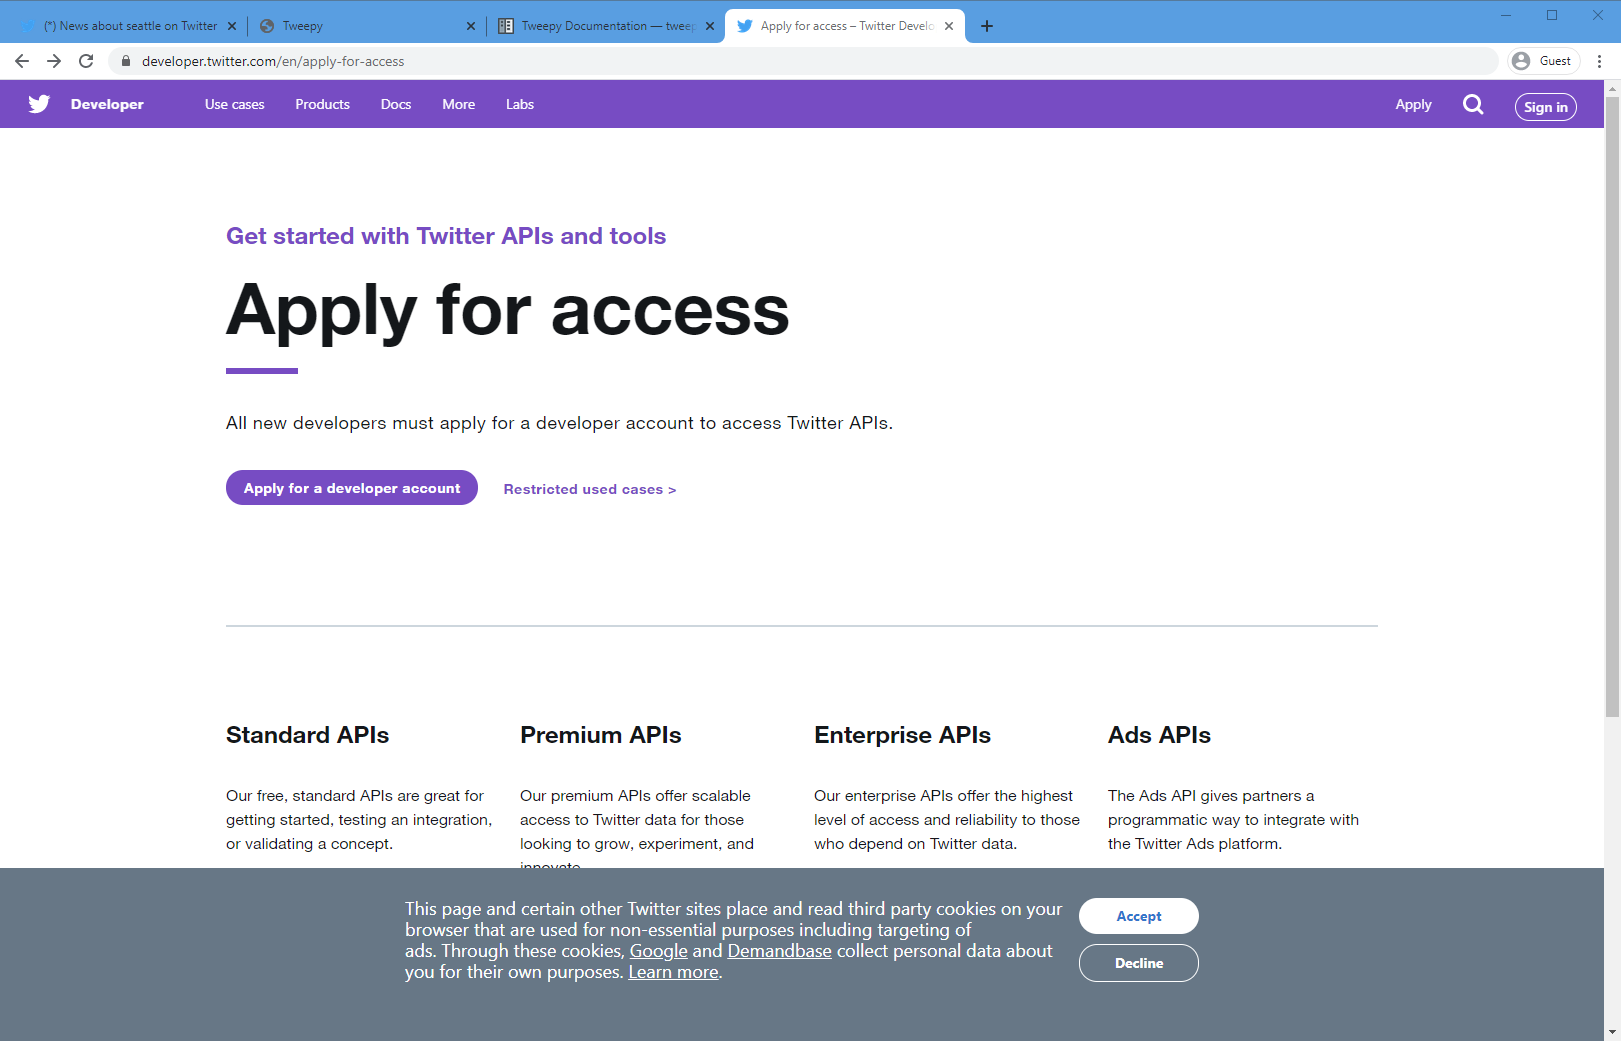 (*) News about seattle on Twitter
Tweepy
Tweepy Documentation — tweep
Apply for access – Twitter Develo
developer.twitter.com/en/apply-for-access
Guest
Developer
Use cases
Products
Docs
More
Labs
Apply
Sign in
Get started with Twitter APIs and tools
Apply for access
All new developers must apply for a developer account to access Twitter APIs.
Apply for a developer account
Restricted used cases >
Standard APIs
Our free, standard APIs are great for
getting started, testing an integration,
or validating a concept.
Premium APIs
Our premium APIs offer scalable
access to Twitter data for those
looking to grow, experiment, and
innovate.
Enterprise APIs
Our enterprise APIs offer the highest
level of access and reliability to those
who depend on Twitter data.
Ads APIs
The Ads API gives partners a
programmatic way to integrate with
the Twitter Ads platform.
This page and certain other Twitter sites place and read third party cookies on your
browser that are used for non-essential purposes including targeting of
ads. Through these cookies, Google and Demandbase collect personal data about
you for their own purposes. Learn more.
Accept
Decline